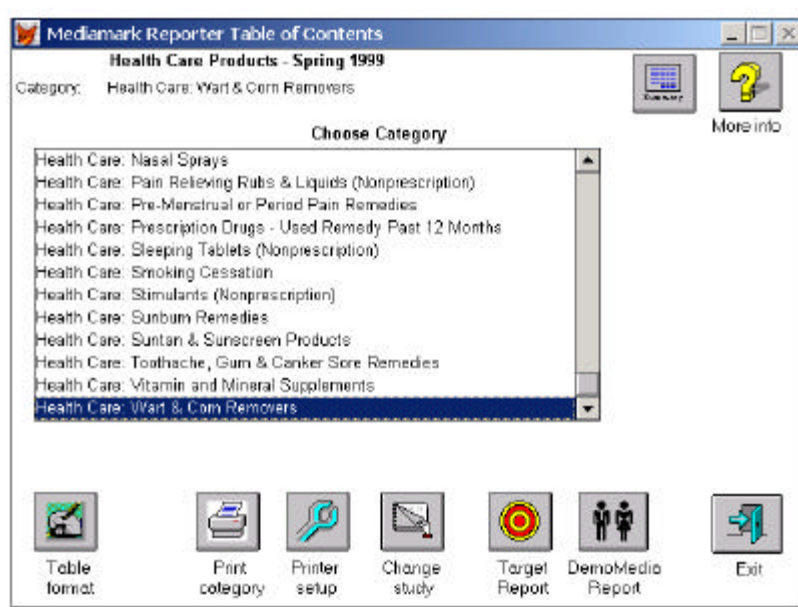 Mediamark Reporter Table of Contents
Health Care Products - Spring 1999
Category: Health Care: Wart & Corn Removers
Summary
More info
Choose Category
Health Care: Nasal Sprays
Health Care: Pain Relieving Rubs & Liquids (Nonprescription)
Health Care: Pre-Menstrual or Period Pain Remedies
Health Care: Prescription Drugs - Used Remedy Past 12 Months
Health Care: Sleeping Tablets (Nonprescription)
Health Care: Smoking Cessation
Health Care: Stimulants (Nonprescription)
Health Care: Sunburn Remedies
Health Care: Suntan & Sunscreen Products
Health Care: Toothache, Gum & Canker Sore Remedies
Health Care: Vitamin and Mineral Supplements
Health Care: Wart & Corn Removers
Table format
Print category
Printer setup
Change study
Target Report
DemoMedia Report
Exit